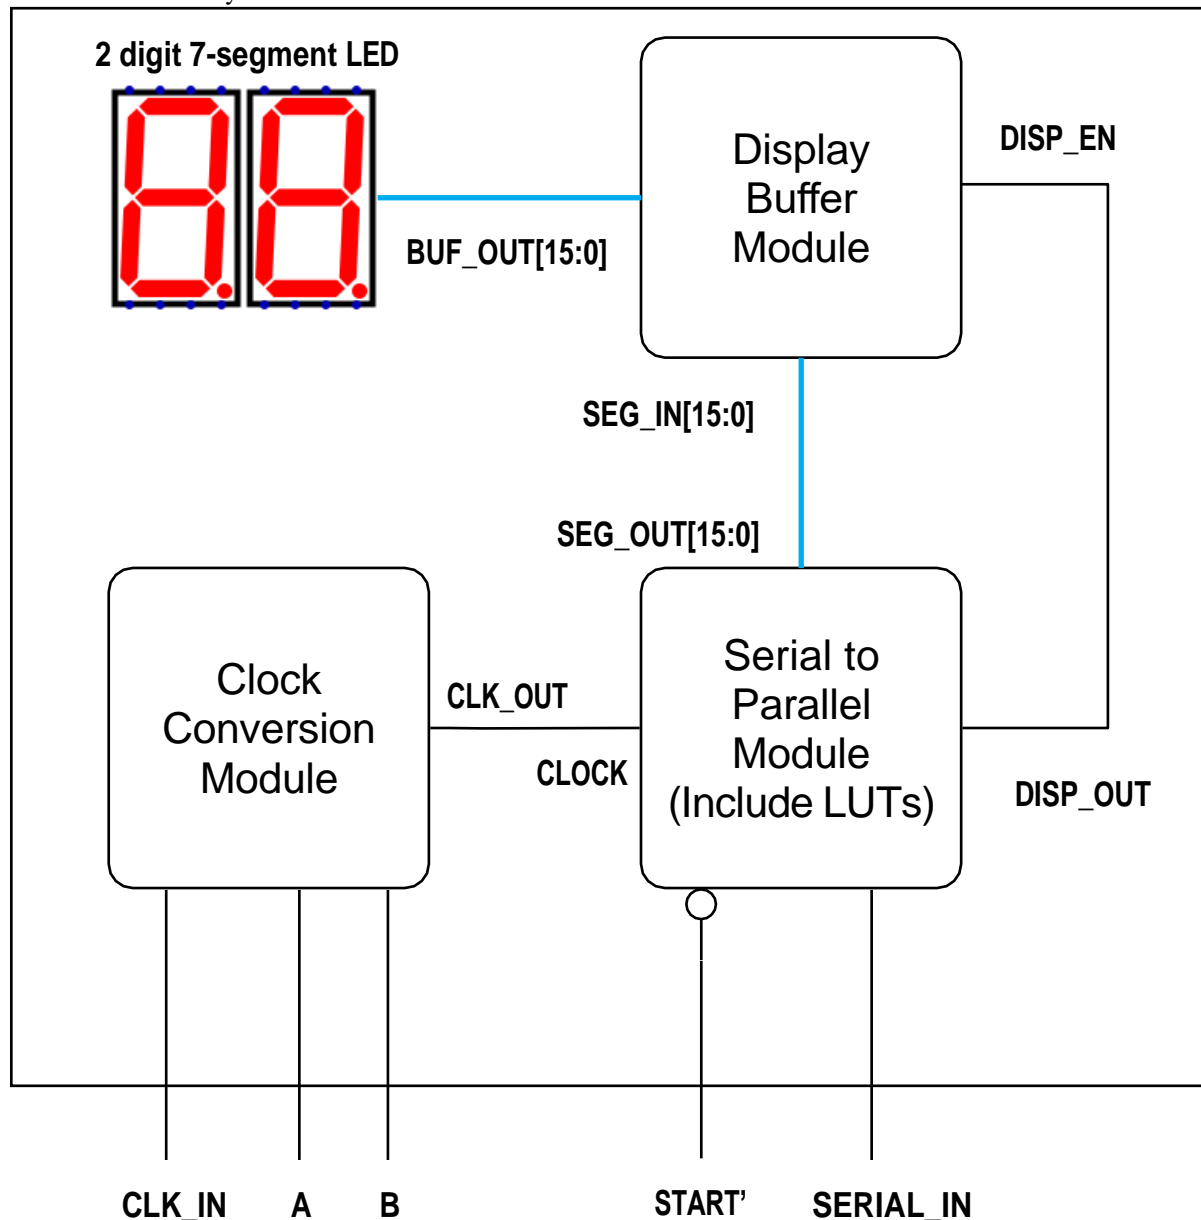 2 digit 7-segment LED
Display
Buffer
Module
DISP_EN
BUF_OUT[15:0]
SEG_IN[15:0]
SEG_OUT[15:0]
Clock
Conversion
Module
CLK_OUT
CLOCK
Serial to
Parallel
Module
(Include LUTs)
DISP_OUT
CLK_IN
A
B
START’
SERIAL_IN